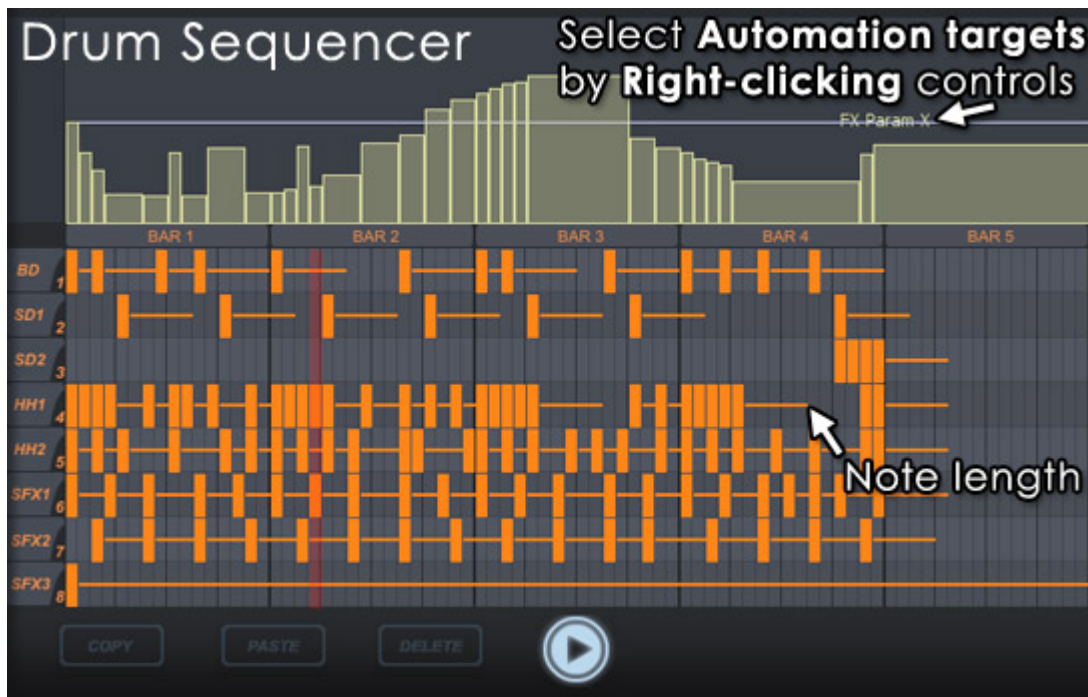 Drum Sequencer
Select Automation targets
by Right-clicking controls
FX Param X
BAR 1 BAR 2 BAR 3 BAR 4 BAR 5
BD 1
SD1 2
SD2 3
HH1 4
HH2 5
Note length
SFX1 6
SFX2 7
SFX3 8
COPY PASTE DELETE